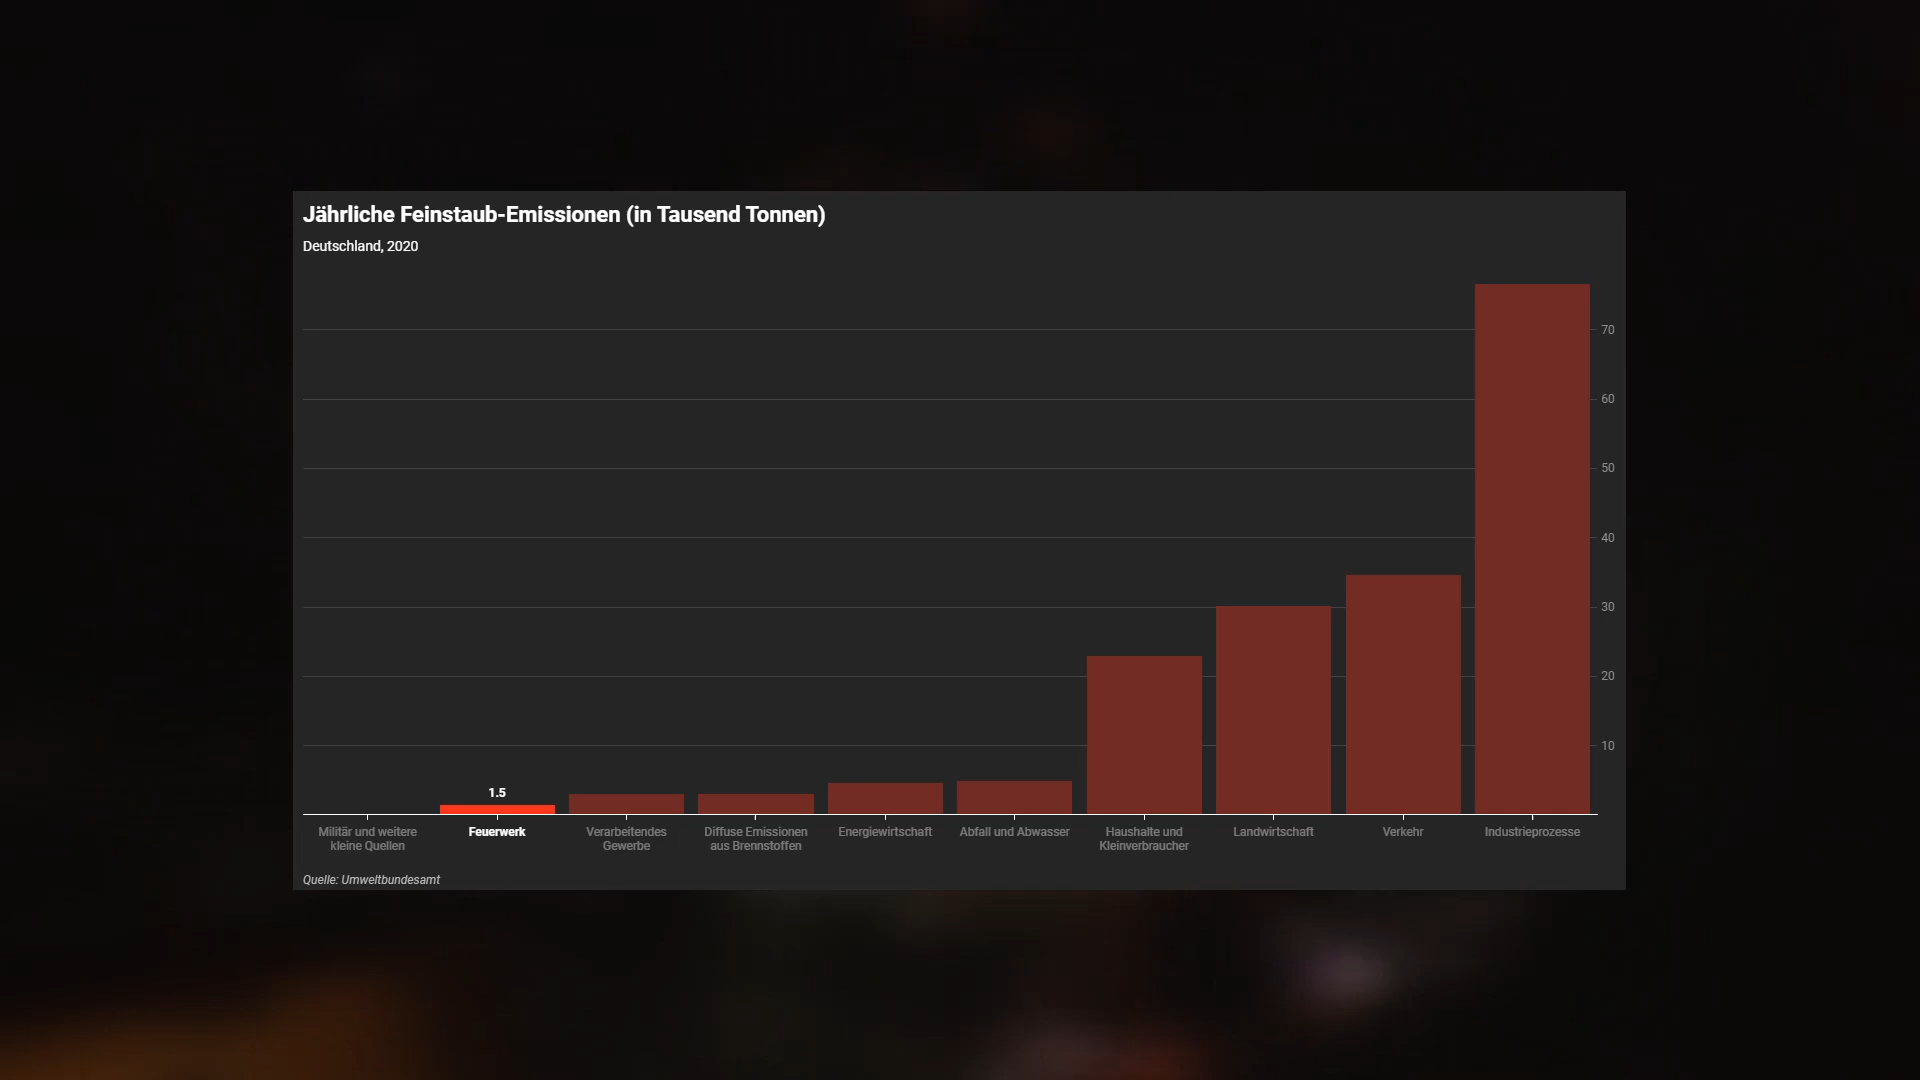 Jährliche Feinstaub-Emissionen (in Tausend Tonnen)
Deutschland, 2020
70
60
50
40
30
20
10
1.5
Militär und weitere
kleine Quellen
Feuerwerk
Verarbeitendes
Gewerbe
Diffuse Emissionen
aus Brennstoffen
Energiewirtschaft
Abfall und Abwasser
Haushalte und
Kleinverbraucher
Landwirtschaft
Verkehr
Industrieprozesse
Quelle: Umweltbundesamt